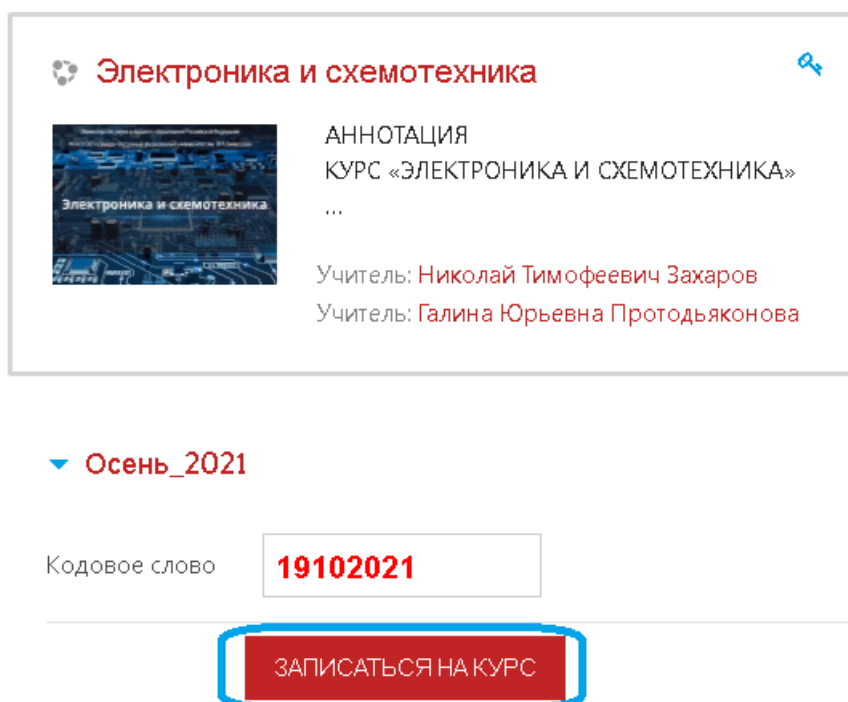 Электроника и схемотехника
АННОТАЦИЯ
КУРС «ЭЛЕКТРОНИКА И СХЕМОТЕХНИКА»
...
Электроника и схемотехника
Учитель: Николай Тимофеевич Захаров
Учитель: Галина Юрьевна Протодьяконова
Осень_2021
Кодовое слово
19102021
ЗАПИСАТЬСЯ НА КУРС